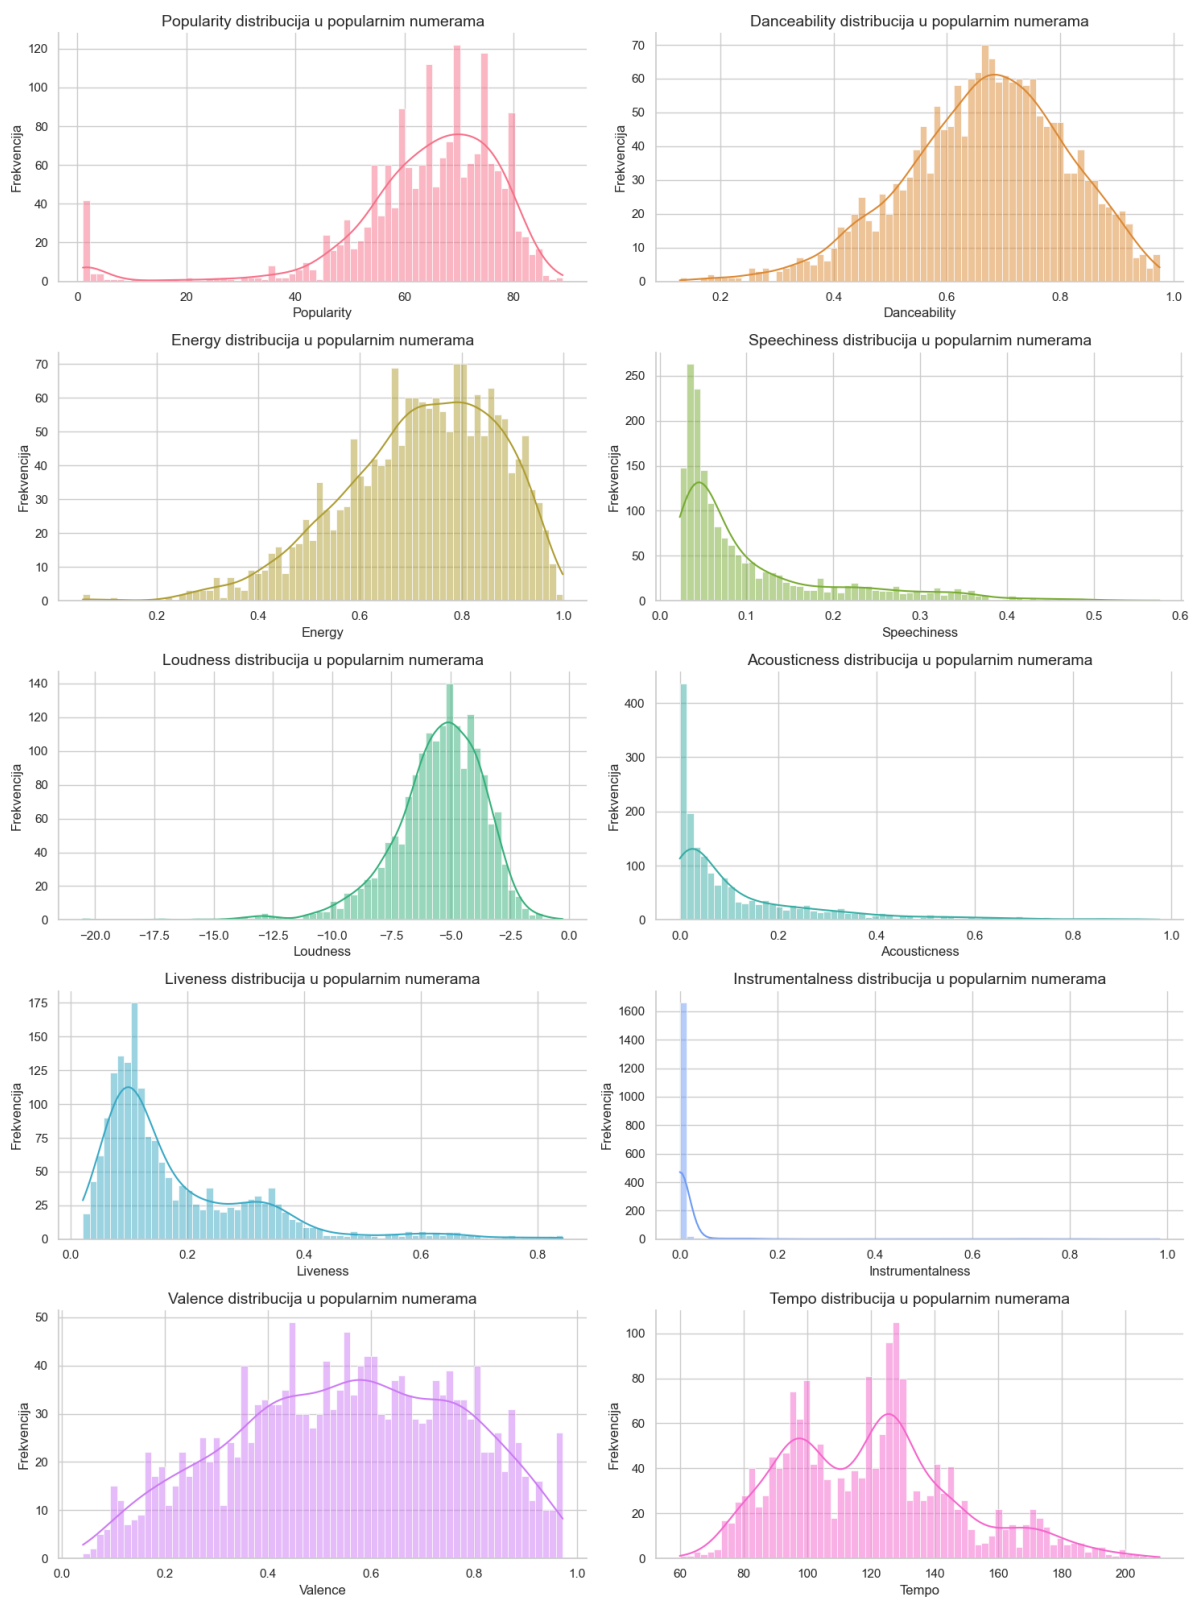 Popularity distribucija u popularnim numerama
Frekvencija
120
100
80
60
40
20
0
0 20 40 60 80
Popularity
Danceability distribucija u popularnim numerama
Frekvencija
70
60
50
40
30
20
10
0
0.2 0.4 0.6 0.8 1.0
Danceability
Energy distribucija u popularnim numerama
Frekvencija
70
60
50
40
30
20
10
0
0.2 0.4 0.6 0.8 1.0
Energy
Speechiness distribucija u popularnim numerama
Frekvencija
250
200
150
100
50
0
0.0 0.1 0.2 0.3 0.4 0.5 0.6
Speechiness
Loudness distribucija u popularnim numerama
Frekvencija
140
120
100
80
60
40
20
0
−20.0 −17.5 −15.0 −12.5 −10.0 −7.5 −5.0 −2.5 0.0
Loudness
Acousticness distribucija u popularnim numerama
Frekvencija
400
300
200
100
0
0.0 0.2 0.4 0.6 0.8 1.0
Acousticness
Liveness distribucija u popularnim numerama
Frekvencija
175
150
125
100
75
50
25
0
0.0 0.2 0.4 0.6 0.8
Liveness
Instrumentalness distribucija u popularnim numerama
Frekvencija
1600
1400
1200
1000
800
600
400
200
0
0.0 0.2 0.4 0.6 0.8 1.0
Instrumentalness
Valence distribucija u popularnim numerama
Frekvencija
50
40
30
20
10
0
0.0 0.2 0.4 0.6 0.8 1.0
Valence
Tempo distribucija u popularnim numerama
Frekvencija
100
80
60
40
20
0
60 80 100 120 140 160 180 200
Tempo